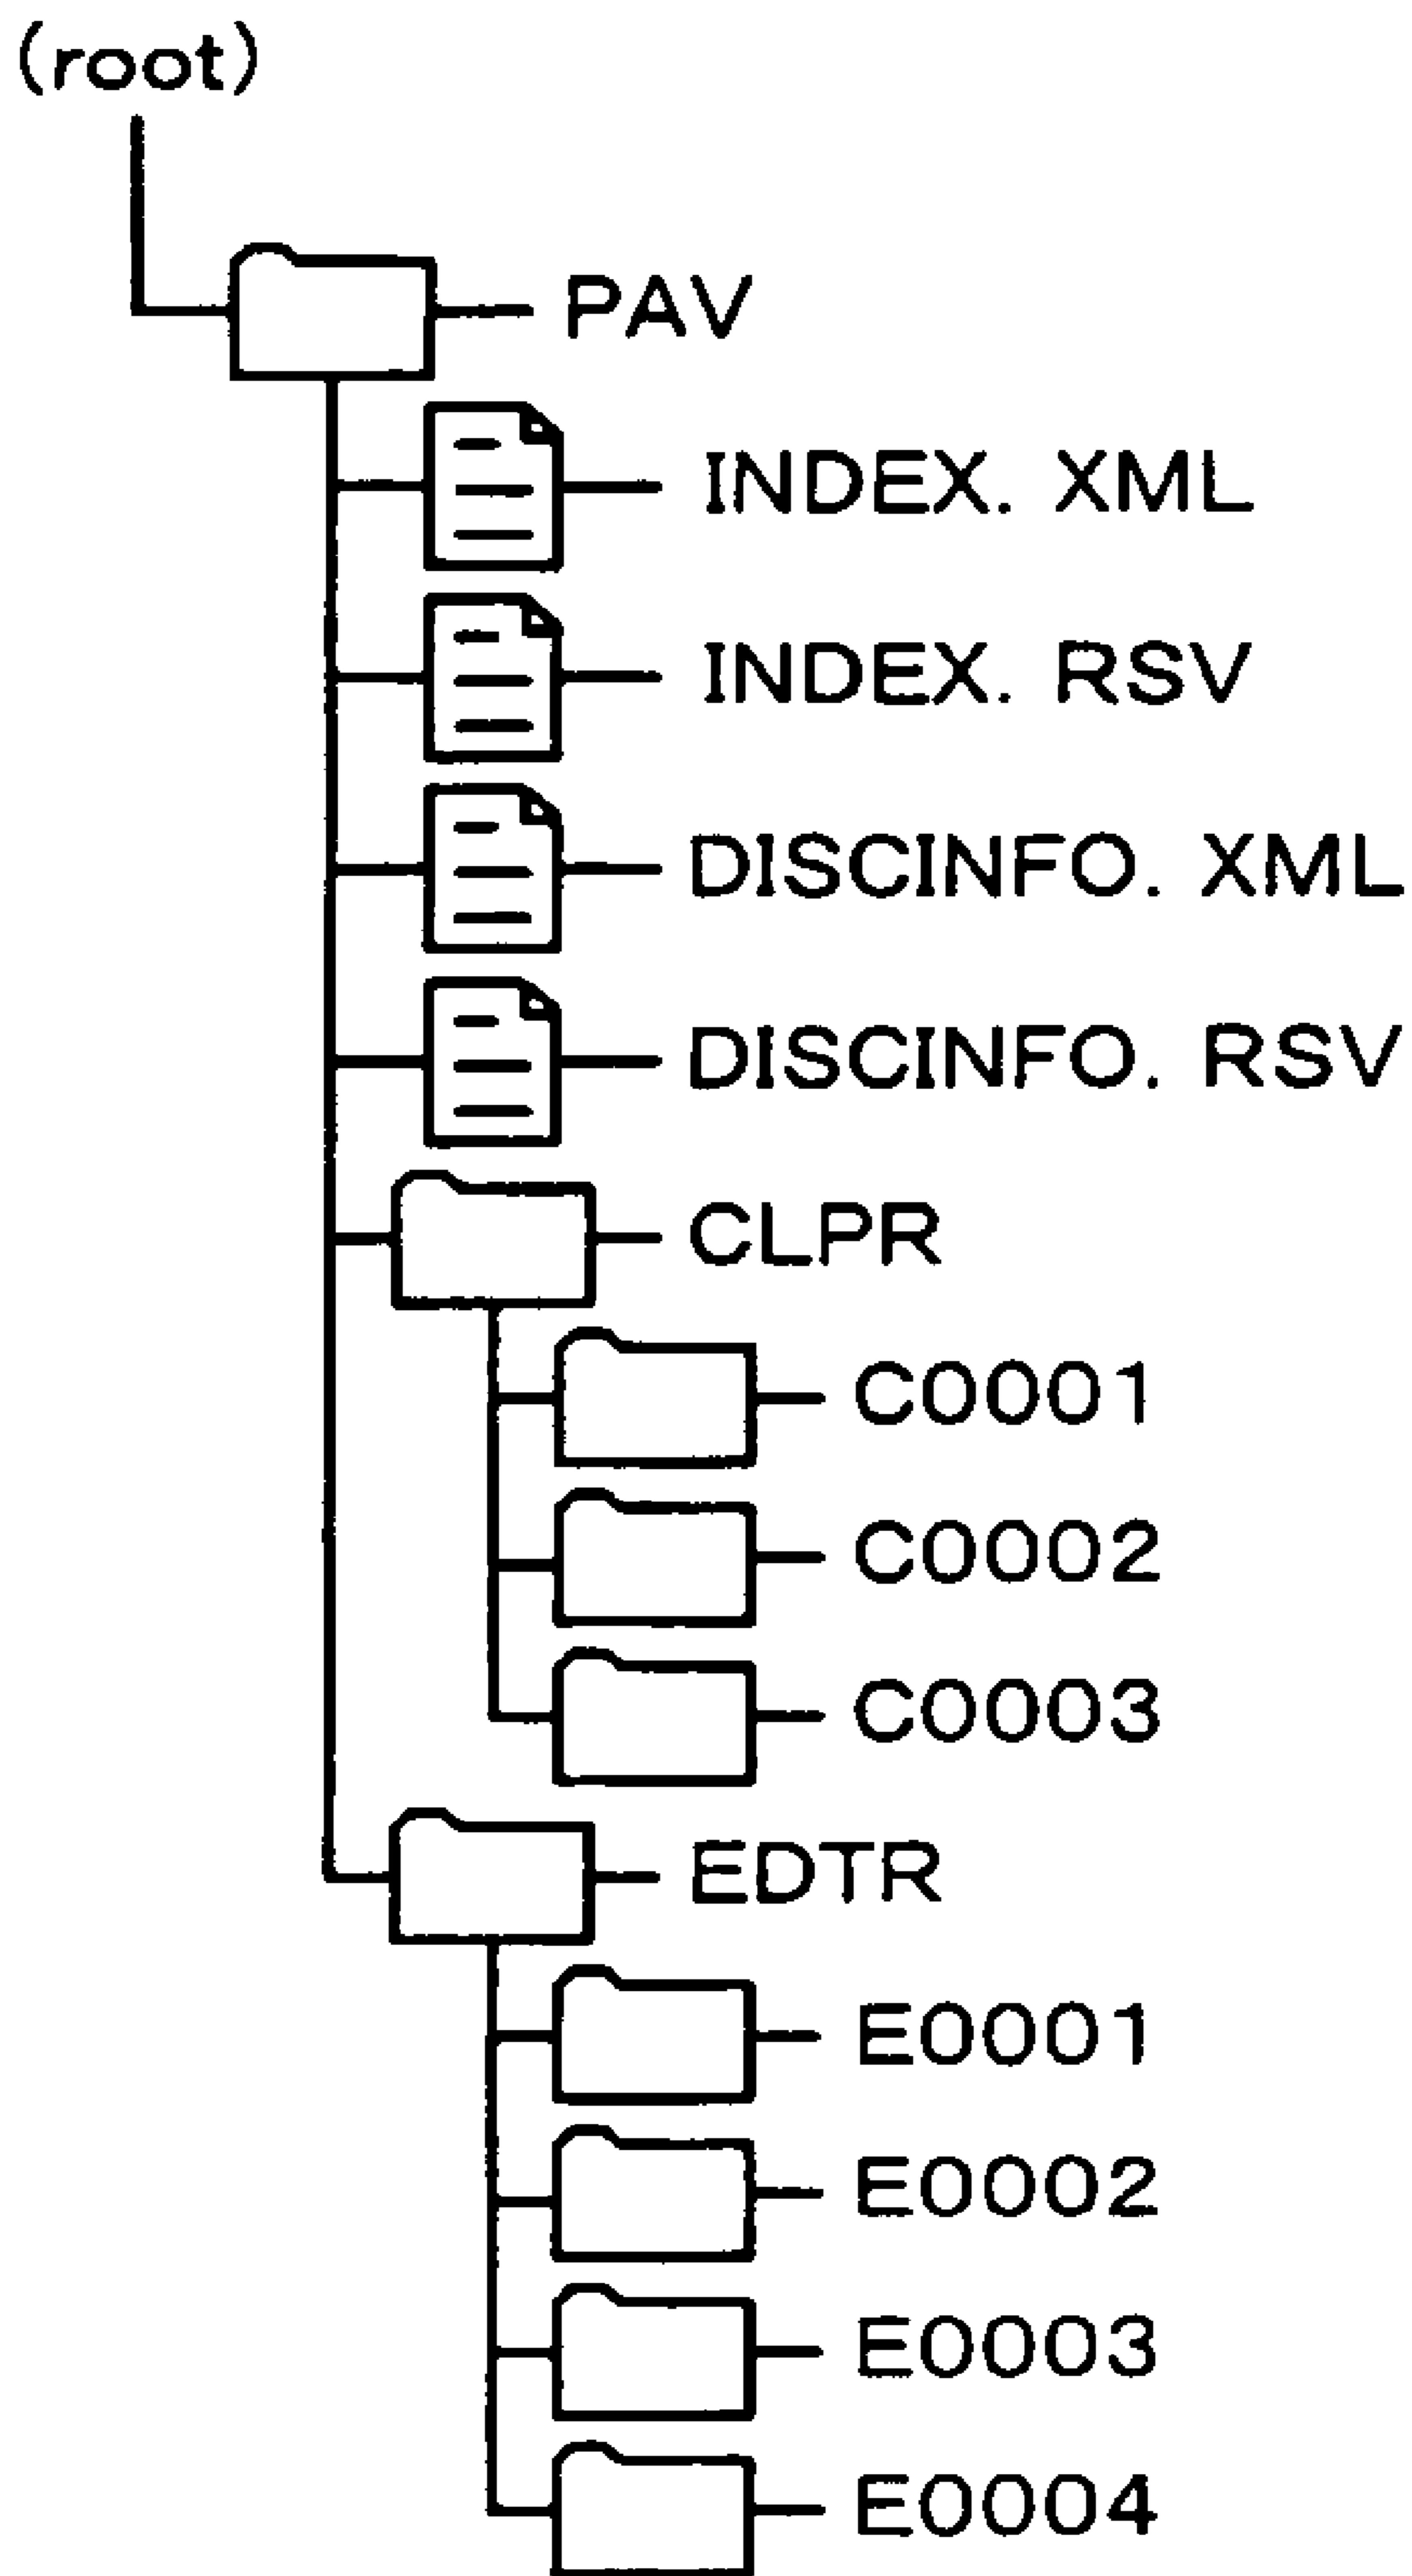 (root)
PAV
INDEX. XML
INDEX. RSV
DISCINFO. XML
DISCINFO. RSV
CLPR
C0001
C0002
C0003
EDTR
E0001
E0002
E0003
E0004